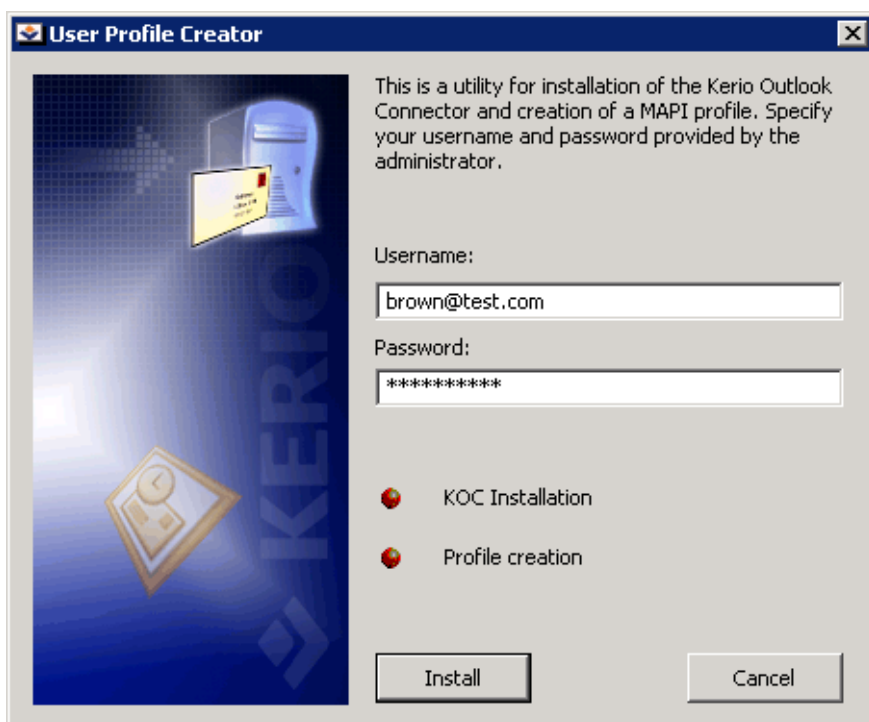 User Profile Creator
This is a utility for installation of the Kerio Outlook
Connector and creation of a MAPI profile. Specify
your username and password provided by the
administrator.
Username:
brown@test.com
Password:
**********
KERIO
KOC Installation
Profile creation
Install
Cancel